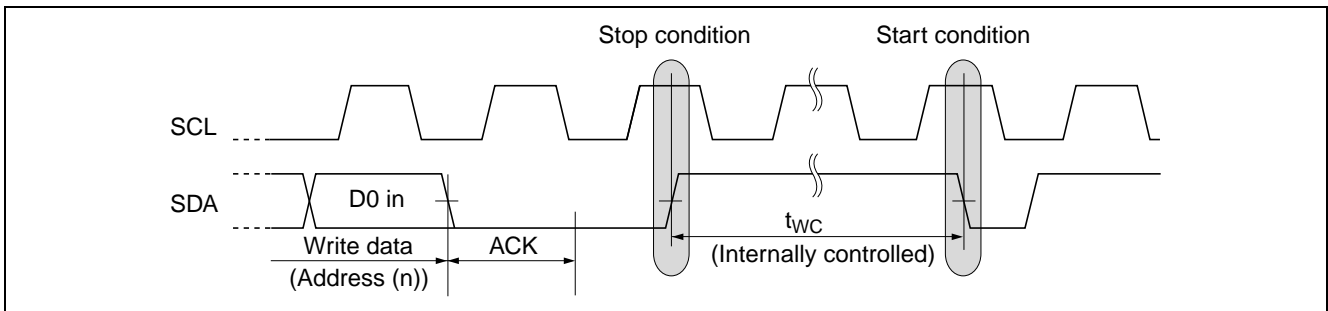 Stop condition
Start condition
SCL
SDA
D0 in
Write data
(Address (n))
ACK
tWC
(Internally controlled)